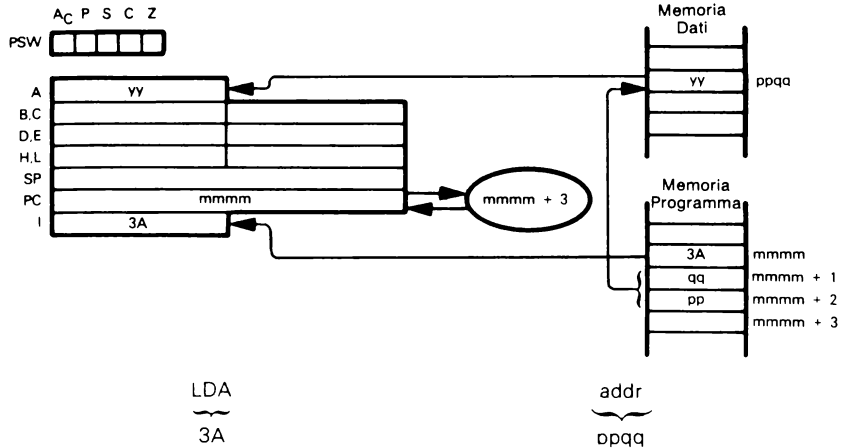 A_C P S C Z
PSW
A yy
B,C
D,E
H,L
SP
PC mmmm
I 3A
mmmm + 3
Memoria
Dati
yy ppqq
Memoria
Programma
3A mmmm
qq mmmm + 1
pp mmmm + 2
mmmm + 3
LDA addr
3A ppqq